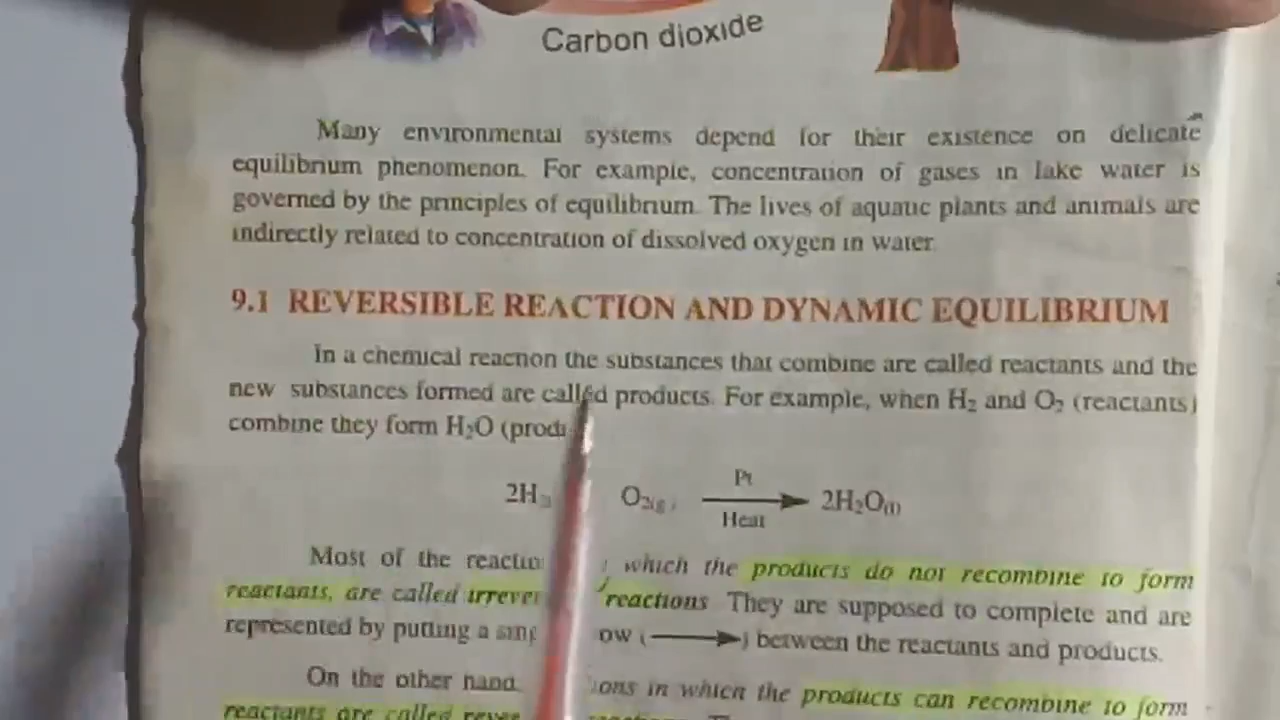 Carbon dioxide
Many environmental systems depend for their existence on delicate
equilibrium phenomenon. For example, concentration of gases in lake water is
governed by the principles of equilibrium. The lives of aquatic plants and animals are
indirectly related to concentration of dissolved oxygen in water
9.1 REVERSIBLE REACTION AND DYNAMIC EQUILIBRIUM
In a chemical reaction the substances that combine are called reactants and the
new substances formed are called products. For example, when H₂ and O₂ (reactants)
combine they form H₂O
Pt
2H O₂(g) ⟶ 2H₂O(l)
Heat
Most of the which the products do not recombine to form
reactants, are called reactions They are supposed to complete and are
represented by putting a (⟶) between the reactants and products.
On the other hand in which the products can recombine to form
reactants are called